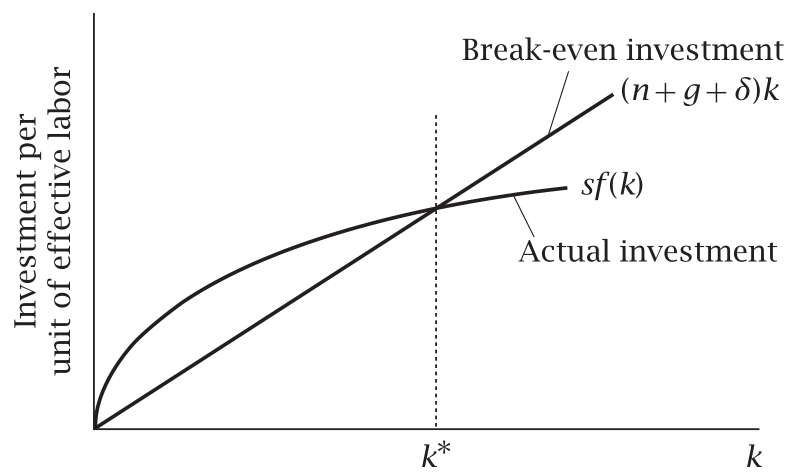 Break-even investment
(n + g + δ)k
sf(k)
Actual investment
Investment per
unit of effective labor
k*
k